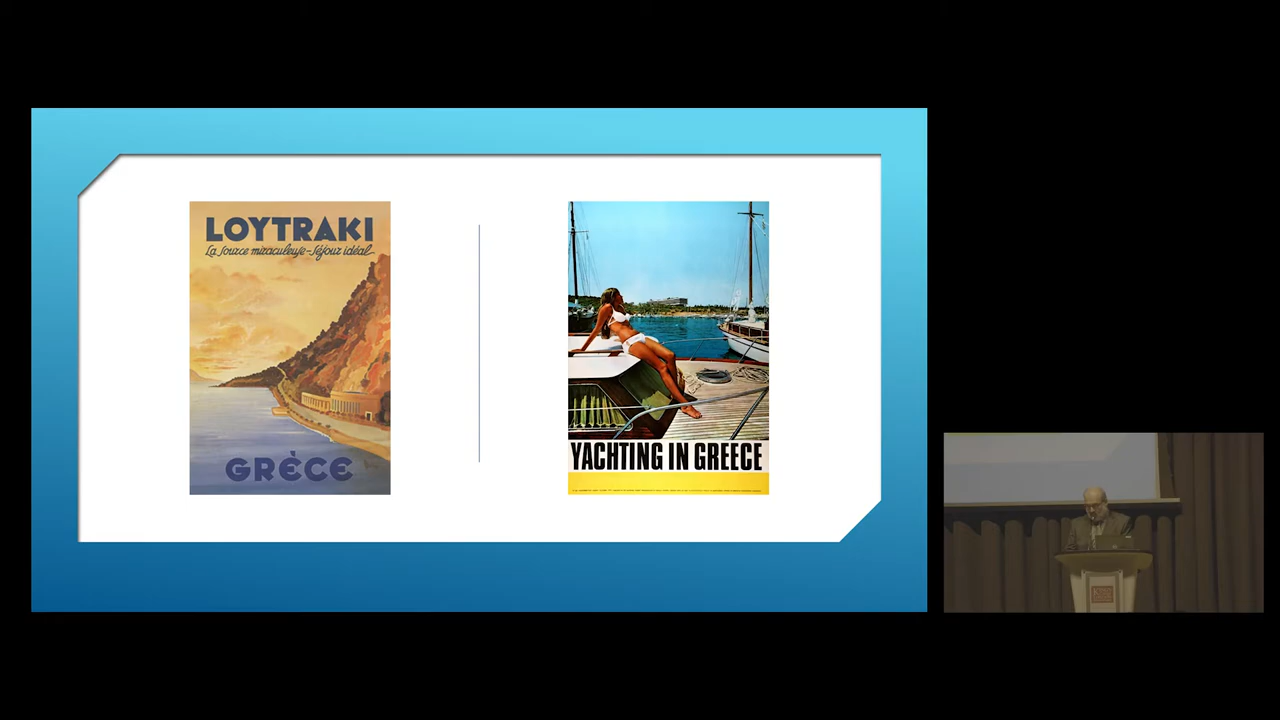 LOYTRAKI
La source miraculeuse - Séjour idéal
GRÈCE
YACHTING IN GREECE